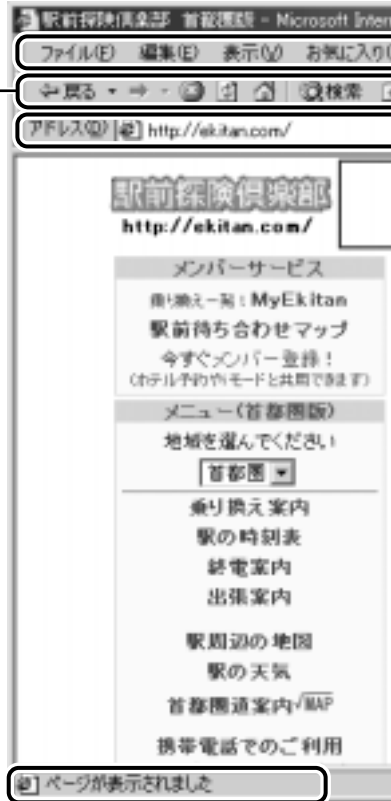 駅前探険倶楽部 首都圏版 - Microsoft Inter
ファイル(F) 編集(E) 表示(V) お気に入り(
戻る 検索
アドレス(D) http://ekitan.com/
駅前探険倶楽部
http://ekitan.com/
メンバーサービス
乗り換え一発!MyEkitan
駅前待ち合わせマップ
今すぐメンバー登録!
(ホテル予約やiモードと共用できます)
メニュー(首都圏版)
地域を選んでください
首都圏
乗り換え案内
駅の時刻表
終電案内
出張案内
駅周辺の地図
駅の天気
首都圏道案内 MAP
携帯電話でのご利用
ページが表示されました